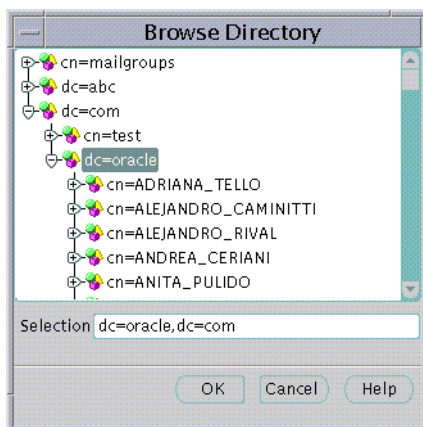 Browse Directory
cn=mailgroups
dc=abc
dc=com
cn=test
dc=oracle
cn=ADRIANA_TELLO
cn=ALEJANDRO_CAMINITTI
cn=ALEJANDRO_RIVAL
cn=ANDREA_CERIANI
cn=ANITA_PULIDO
Selection dc=oracle,dc=com
OK Cancel Help